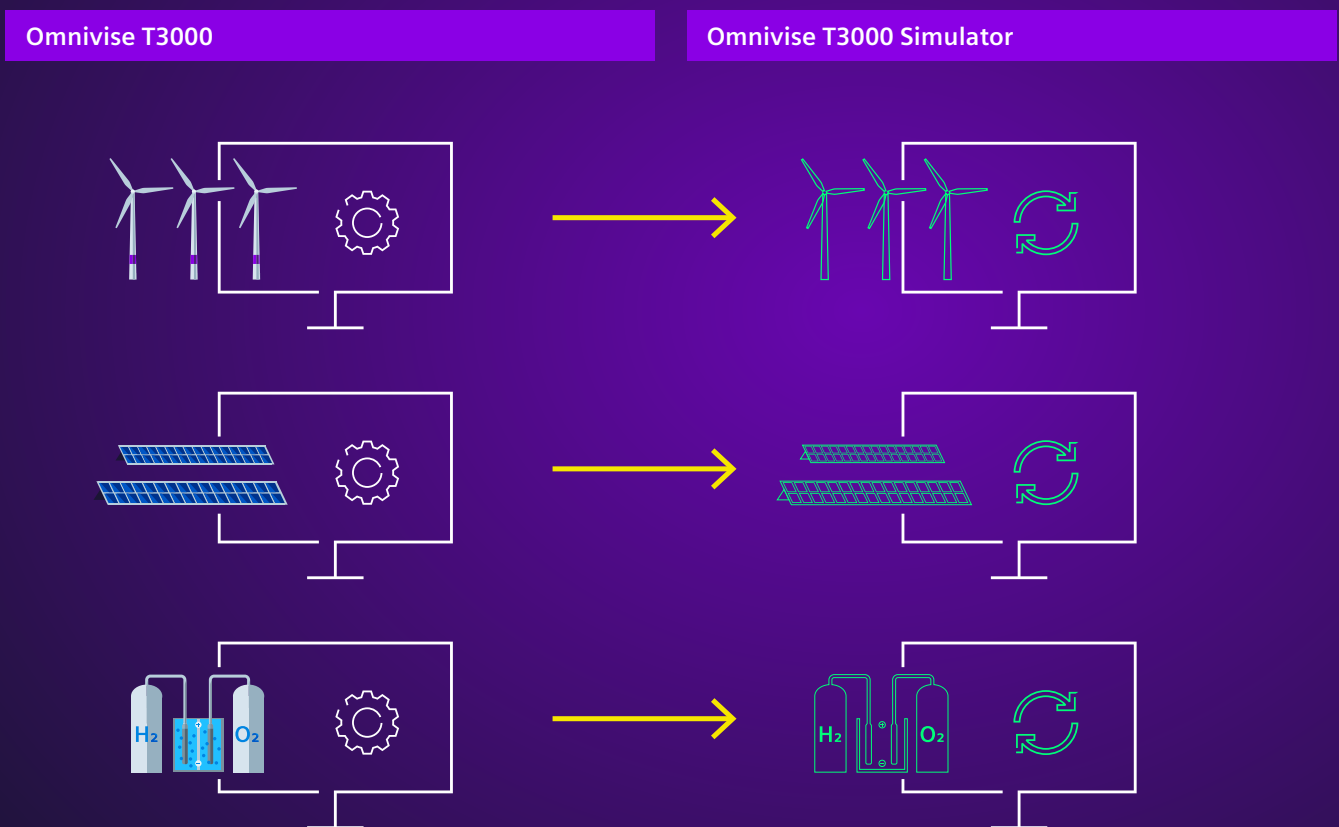 Omnivise T3000
Omnivise T3000 Simulator
H₂ O₂
H₂ O₂